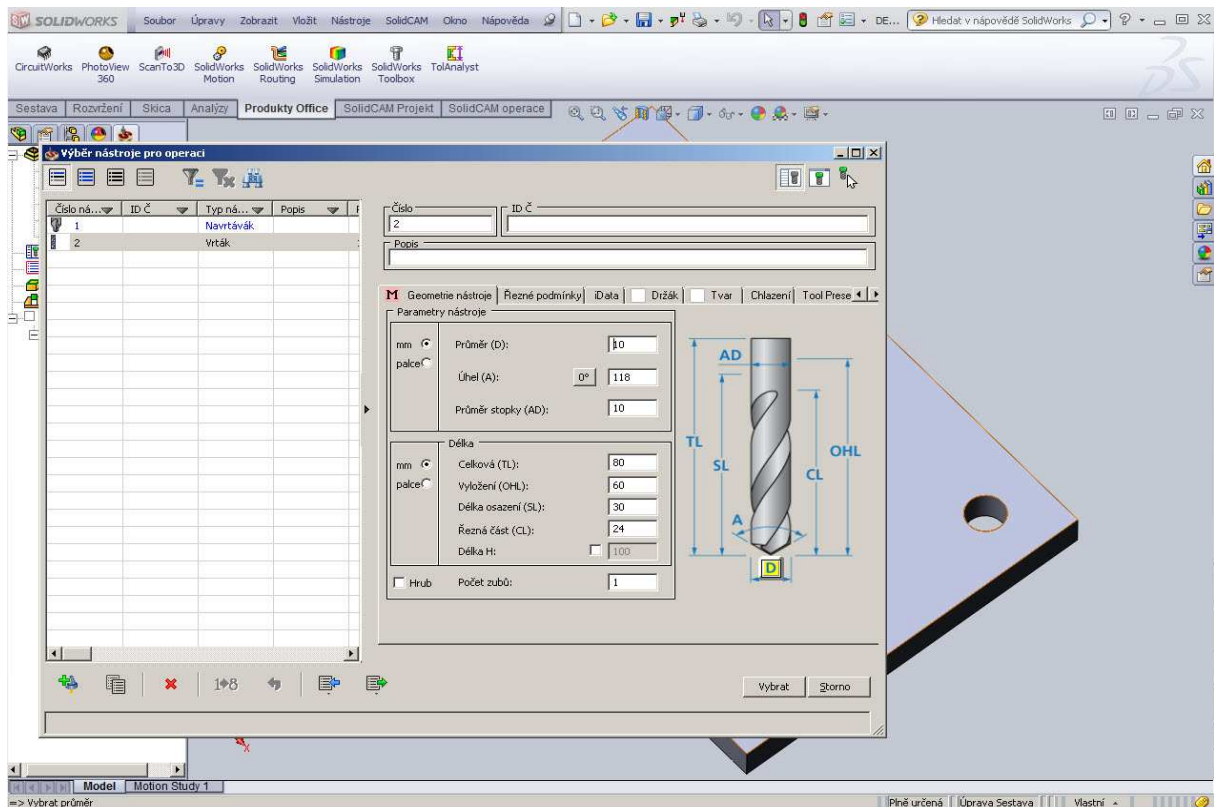 SOLIDWORKS Soubor Úpravy Zobrazit Vložit Nástroje SolidCAM Okno Nápověda DE... Hledat v nápovědě SolidWorks
CircuitWorks PhotoView 360 ScanTo3D SolidWorks Motion SolidWorks Routing SolidWorks Simulation SolidWorks Toolbox TolAnalyst
Sestava Rozvržení Skica Analýzy Produkty Office SolidCAM Projekt SolidCAM operace
Výběr nástroje pro operaci
Číslo ná... ID Č Typ ná... Popis
1 Navrtávák
2 Vrták
Číslo ID Č
2
Popis
M Geometrie nástroje Řezné podmínky iData Držák Tvar Chlazení Tool Prese
Parametry nástroje
mm Průměr (D): 10
palce
Úhel (A): 0° 118
Průměr stopky (AD): 10
Délka
mm Celková (TL): 80
palce Vyložení (OHL): 60
Délka osazení (SL): 30
Řezná část (CL): 24
Délka H: 100
Hrub Počet zubů: 1
AD
TL
SL
CL
OHL
A
D
1 8
Vybrat Storno
X
Model Motion Study 1
=> Vybrat průměr Plně určená Úprava Sestava Vlastní